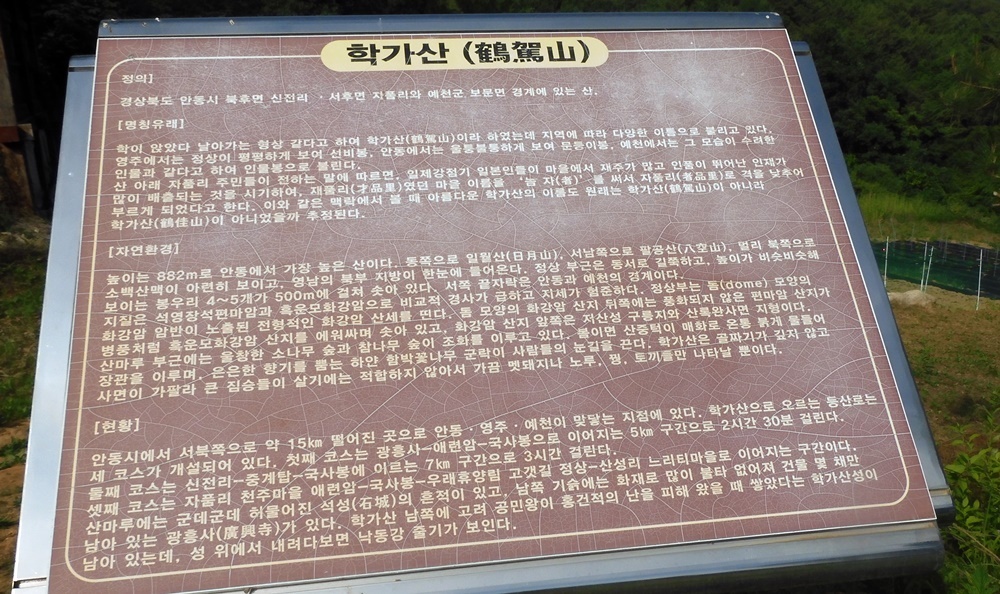 학가산 (鶴駕山)
정의]
경상북도 안동시 북후면 신전리 · 서후면 자품리와 예천군 보문면 경계에 있는 산.
[명칭유래]
학이 앉았다 날아가는 형상 같다고 하여 학가산(鶴駕山)이라 하였는데 지역에 따라 다양한 이름으로 불리고 있다.
영주에서는 정상이 평평하게 보여 선비봉, 안동에서는 울퉁불퉁하게 보여 문둥이봉, 예천에서는 그 모습이 수려한
인물과 같다고 하여 인물봉으로 불린다.
산 아래 자품리 주민들이 전하는 말에 따르면, 일제강점기 일본인들이 마을에서 재주가 많고 인품이 뛰어난 인재가
많이 배출되는 것을 시기하여, 재품리(才品里)였던 마을 이름을 '놈 자(者)'를 써서 자품리(者品里)로 격을 낮추어
부르게 되었다고 한다. 이와 같은 맥락에서 볼 때 아름다운 학가산의 이름도 원래는 학가산(鶴駕山)이 아니라
학가산(鶴佳山)이 아니었을까 추정된다.
[자연환경]
높이는 882m로 안동에서 가장 높은 산이다. 동쪽으로 일월산(日月山), 서남쪽으로 팔공산(八空山), 멀리 북쪽으로
소백산맥이 아련히 보이고, 영남의 북부 지방이 한눈에 들어온다. 정상 부근은 동서로 길쭉하고, 높이가 비슷비슷해
보이는 봉우리 4~5개가 500m에 걸쳐 솟아 있다. 서쪽 끝자락은 안동과 예천의 경계이다.
지질은 석영장석편마암과 흑운모화강암으로 비교적 경사가 급하고 지세가 험준하다. 정상부는 돔(dome) 모양의
화강암 암반이 노출된 전형적인 화강암 산세를 띤다. 돔 모양의 화강암 산지 뒤쪽에는 풍화되지 않은 편마암 산지가
병풍처럼 흑운모화강암 산지를 에워싸며 솟아 있고, 화강암 산지 앞쪽은 저산성 구릉지와 산록완사면 지형이다.
산마루 부근에는 울창한 소나무 숲과 참나무 숲이 조화를 이루고 있다. 봄이면 산중턱이 매화로 온통 붉게 물들어
장관을 이루며, 은은한 향기를 품는 하얀 함박꽃나무 군락이 사람들의 눈길을 끈다. 학가산은 골짜기가 깊지 않고
사면이 가팔라 큰 짐승들이 살기에는 적합하지 않아서 가끔 멧돼지나 노루, 꿩, 토끼들만 나타날 뿐이다.
[현황]
안동시에서 서북쪽으로 약 15㎞ 떨어진 곳으로 안동 · 영주 · 예천이 맞닿는 지점에 있다. 학가산으로 오르는 등산로는
세 코스가 개설되어 있다. 첫째 코스는 광흥사-애련암-국사봉으로 이어지는 5㎞ 구간으로 2시간 30분 걸린다.
둘째 코스는 신전리-중계탑-국사봉에 이르는 7㎞ 구간으로 3시간 걸린다.
셋째 코스는 자품리 천주마을 애련암-국사봉-우래휴양림 고갯길 정상-산성리 느리티마을로 이어지는 구간이다.
산마루에는 군데군데 허물어진 석성(石城)의 흔적이 있고, 남쪽 기슭에는 화재로 많이 불타 없어져 건물 몇 채만
남아 있는 광흥사(廣興寺)가 있다. 학가산 남쪽에 고려 공민왕이 홍건적의 난을 피해 왔을 때 쌓았다는 학가산성이
남아 있는데, 성 위에서 내려다보면 낙동강 줄기가 보인다.